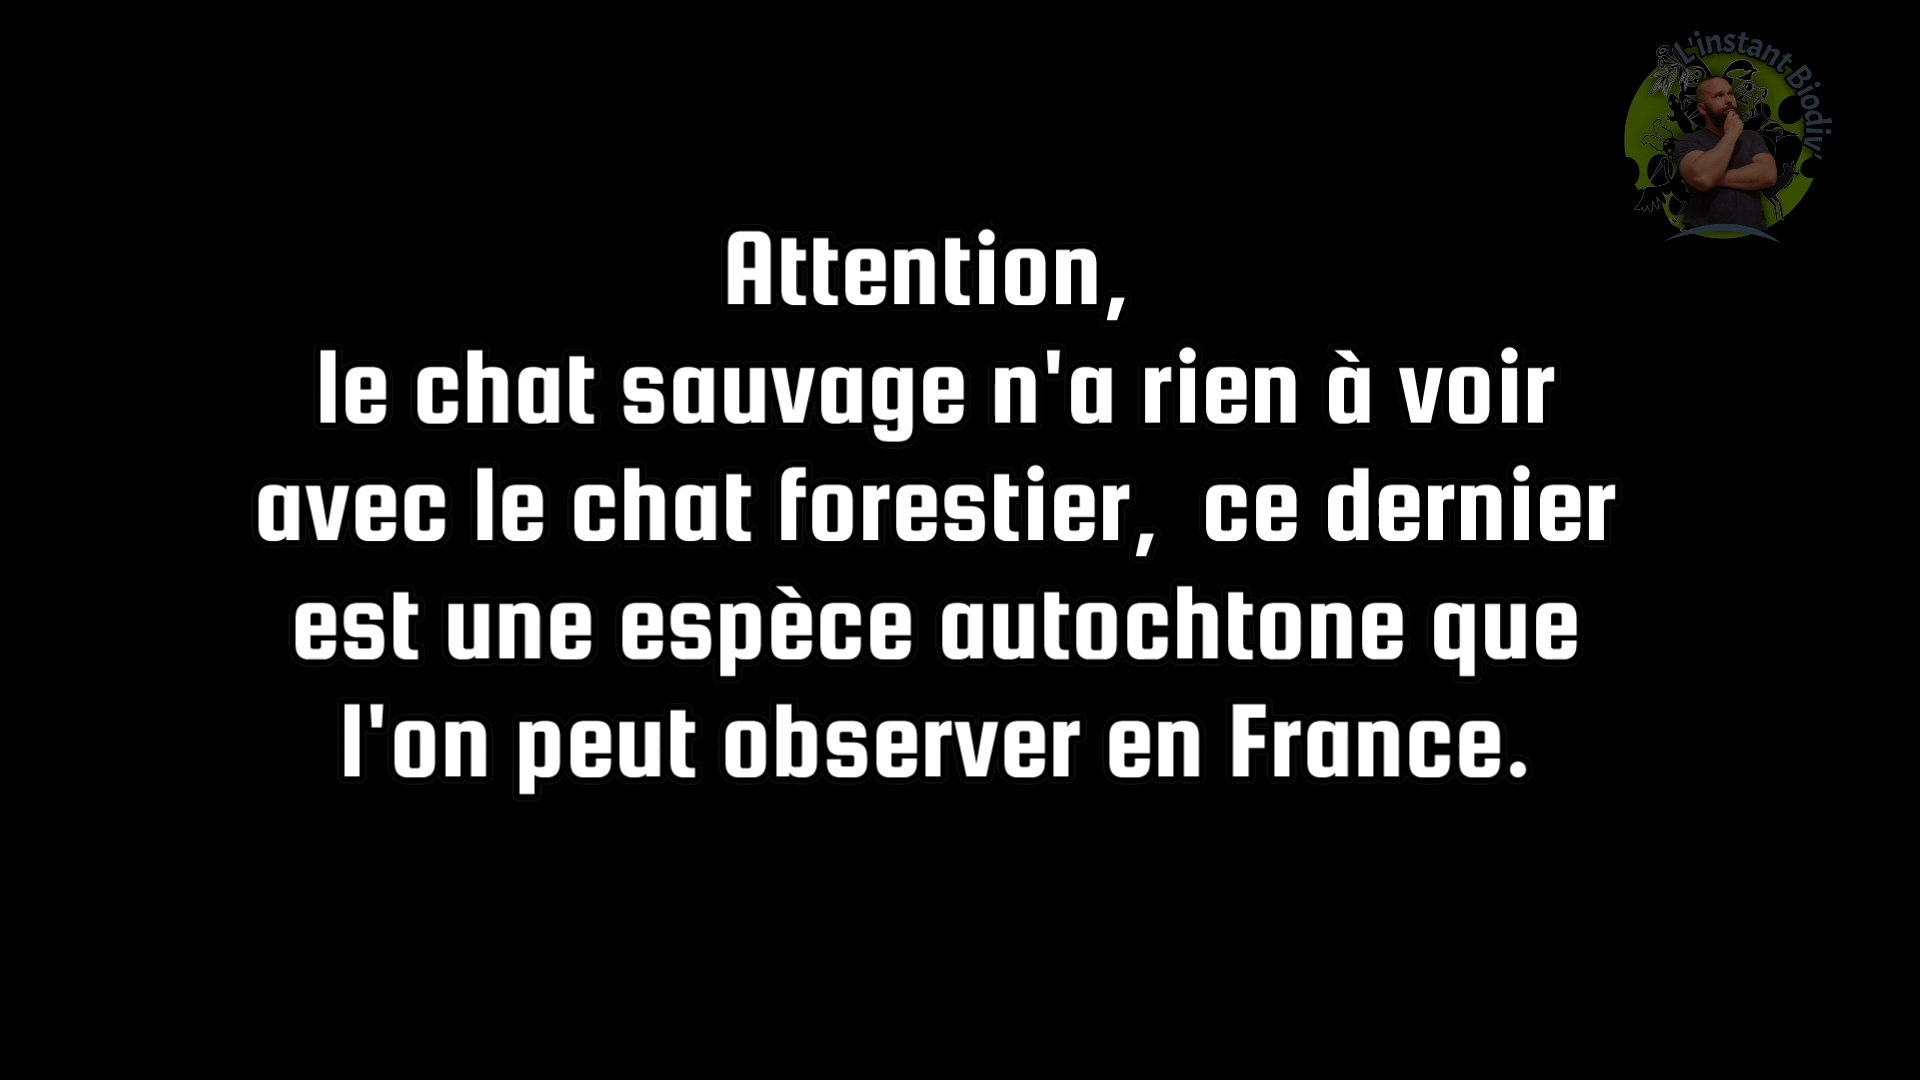 L'instant Biodiv'
Attention,
le chat sauvage n'a rien à voir
avec le chat forestier, ce dernier
est une espèce autochtone que
l'on peut observer en France.